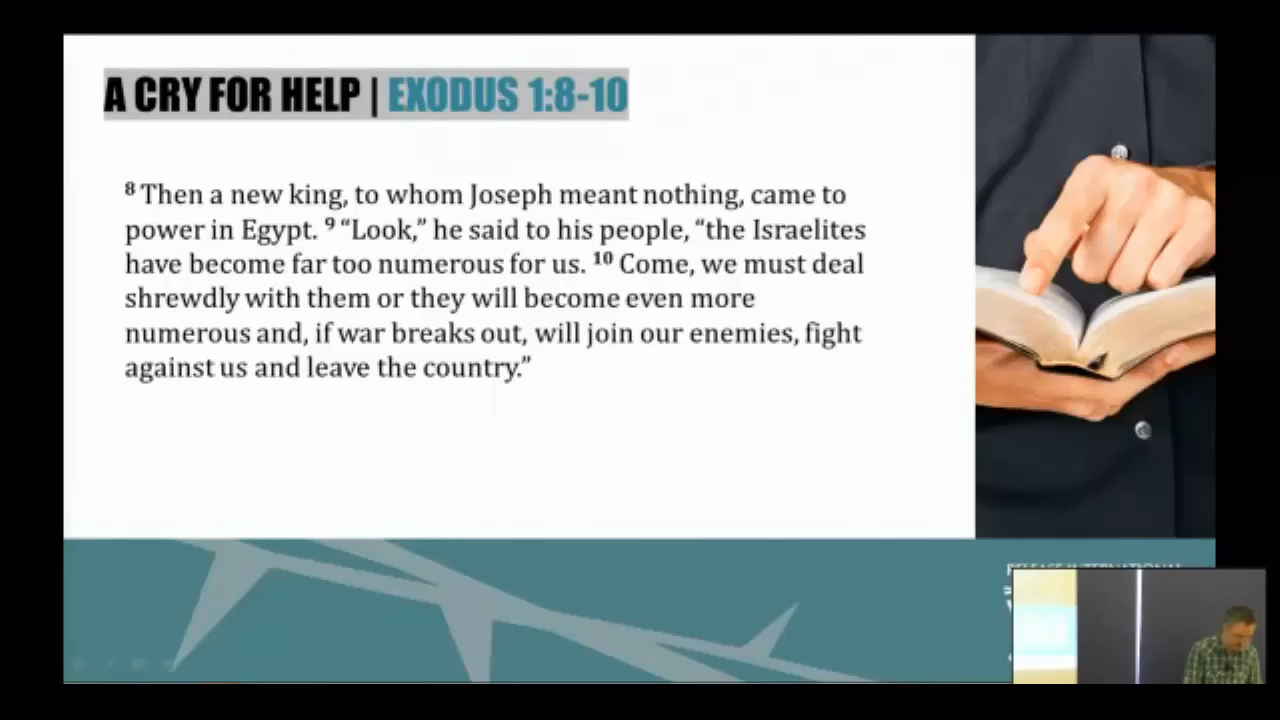 A CRY FOR HELP | EXODUS 1:8-10
⁸ Then a new king, to whom Joseph meant nothing, came to
power in Egypt. ⁹ “Look,” he said to his people, “the Israelites
have become far too numerous for us. ¹⁰ Come, we must deal
shrewdly with them or they will become even more
numerous and, if war breaks out, will join our enemies, fight
against us and leave the country.”
RELEASE INTERNATIONAL